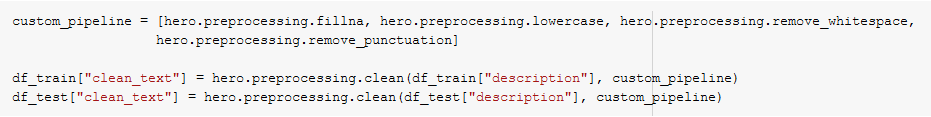 custom_pipeline = [hero.preprocessing.fillna, hero.preprocessing.lowercase, hero.preprocessing.remove_whitespace,
hero.preprocessing.remove_punctuation]
df_train["clean_text"] = hero.preprocessing.clean(df_train["description"], custom_pipeline)
df_test["clean_text"] = hero.preprocessing.clean(df_test["description"], custom_pipeline)